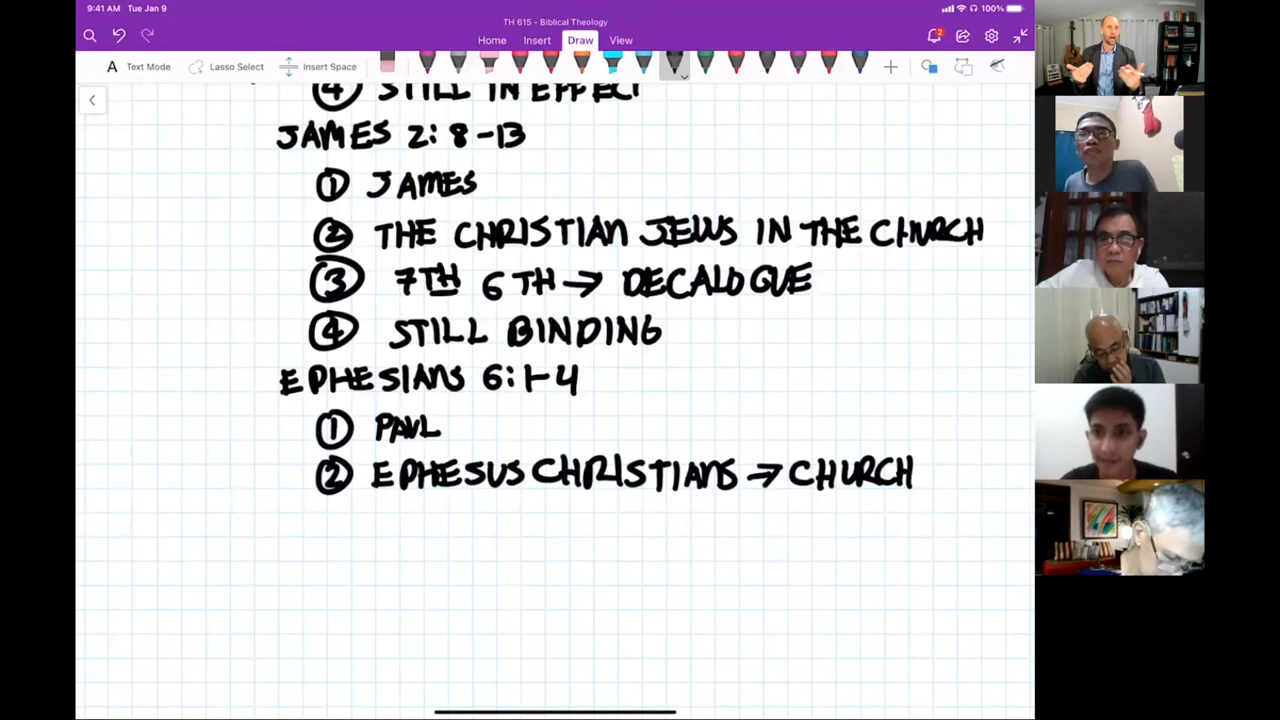 9:41 AM Tue Jan 9
100%
TH 615 - Biblical Theology
Home Insert Draw View
2
Text Mode Lasso Select Insert Space
④ STILL IN EFFECT
JAMES 2:8-13
① JAMES
② THE CHRISTIAN JEWS IN THE CHURCH
③ 7TH 6TH → DECALOGUE
④ STILL BINDING
EPHESIANS 6:1-4
① PAUL
② EPHESUS CHRISTIANS → CHURCH